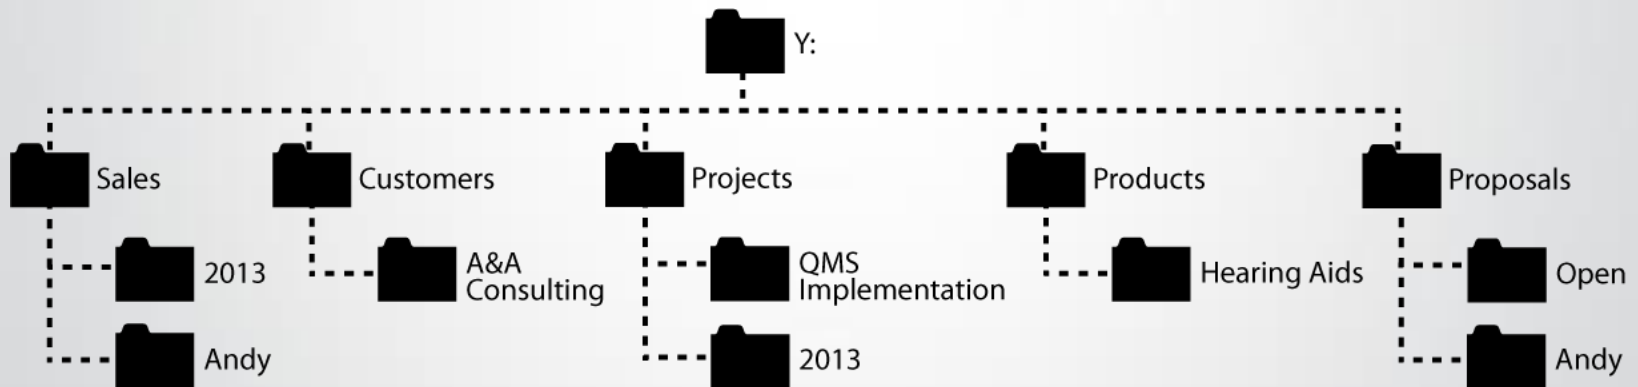 Y:
Sales
Customers
Projects
Products
Proposals
2013
A&A
Consulting
QMS
Implementation
Hearing Aids
Open
Andy
2013
Andy